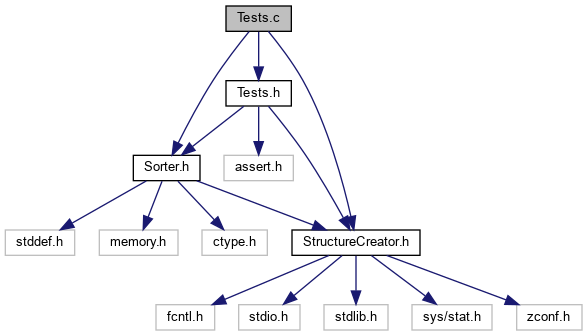 Tests.c
Tests.h
Sorter.h
assert.h
stddef.h
memory.h
ctype.h
StructureCreator.h
fcntl.h
stdio.h
stdlib.h
sys/stat.h
zconf.h